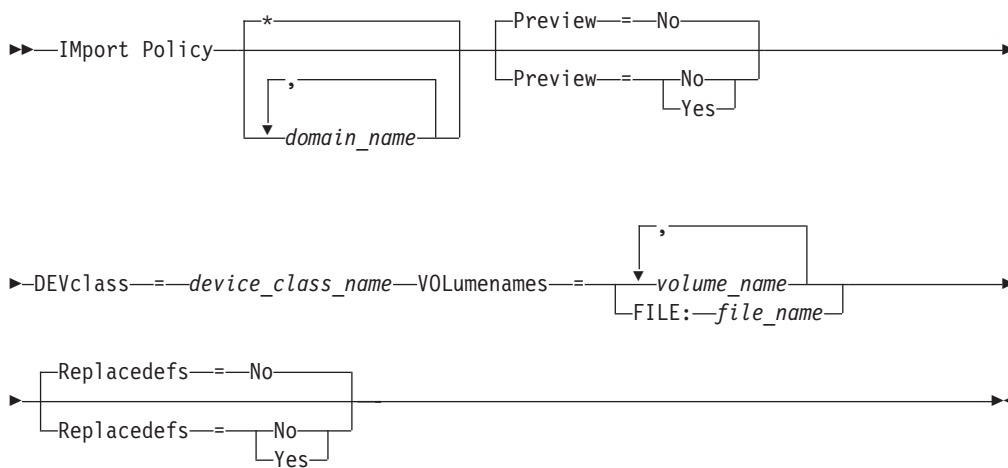 * Preview = No
IMport Policy
, Preview = No
Yes
domain_name
,
DEVclass = device_class_name VOLumenames = volume_name
FILE: file_name
Replacedefs = No
Replacedefs = No
Yes